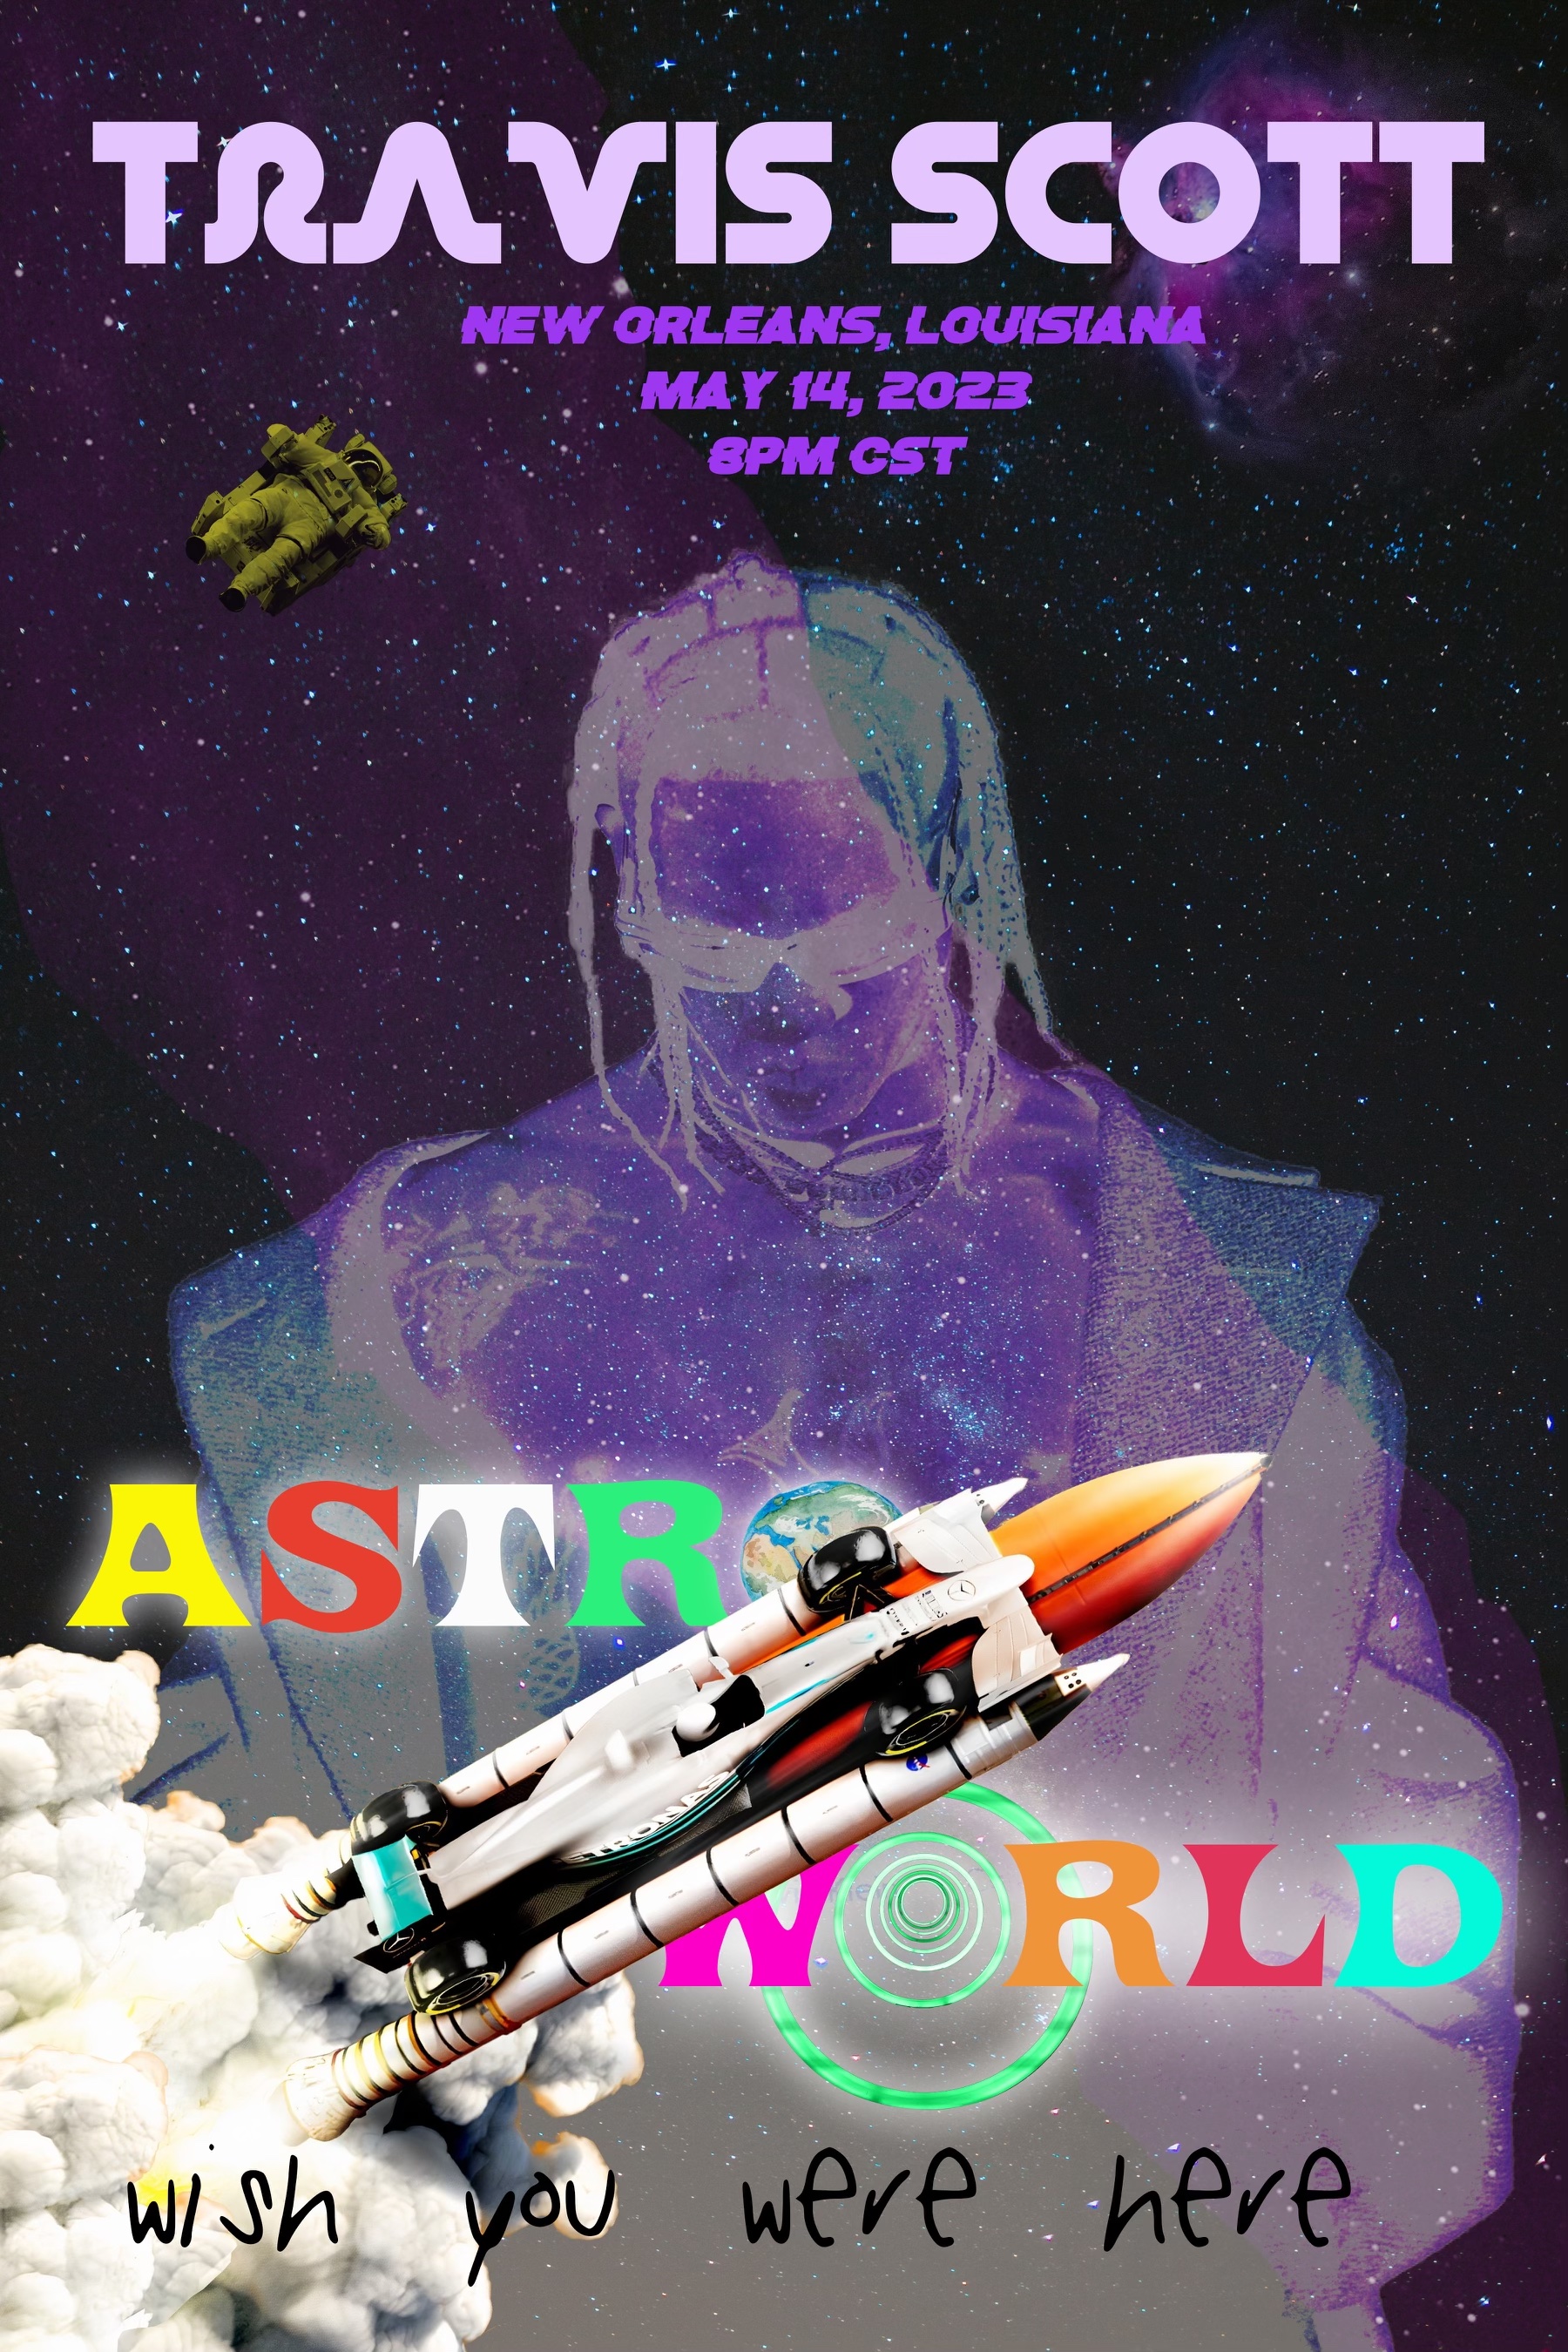 TRAVIS SCOTT
NEW ORLEANS, LOUISIANA
MAY 14, 2023
8PM CST
ASTRO
WORLD
wish you were here